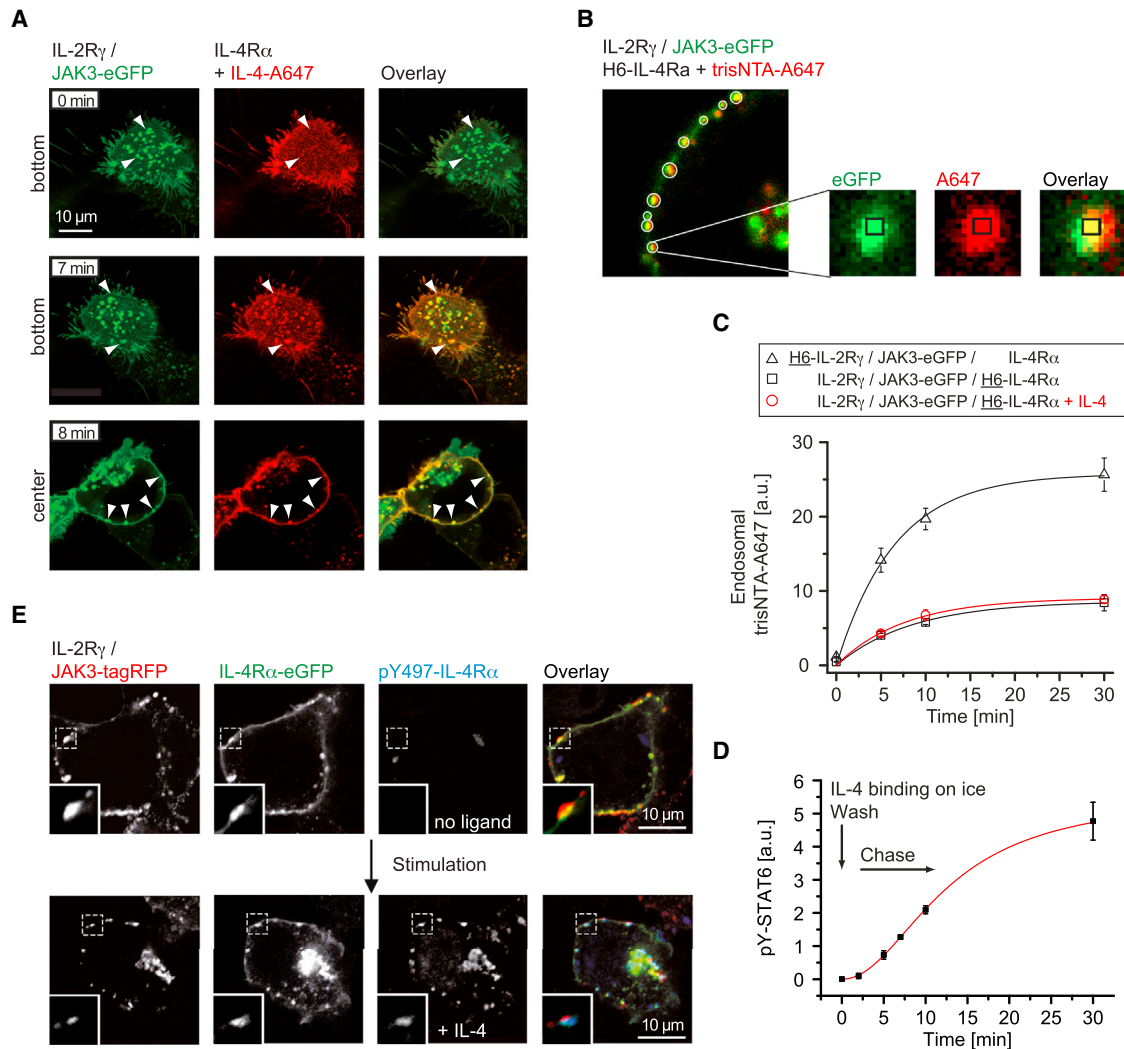 A
IL-2Rγ /
JAK3-eGFP
IL-4Rα
+ IL-4-A647
Overlay
0 min
bottom
10 µm
7 min
bottom
8 min
center
B
IL-2Rγ / JAK3-eGFP
H6-IL-4Ra + trisNTA-A647
eGFP
A647
Overlay
C
H6-IL-2Rγ / JAK3-eGFP / IL-4Rα
IL-2Rγ / JAK3-eGFP / H6-IL-4Rα
IL-2Rγ / JAK3-eGFP / H6-IL-4Rα + IL-4
Endosomal
trisNTA-A647 [a.u.]
30
20
10
0
0 5 10 15 20 25 30
Time [min]
D
IL-4 binding on ice
Wash
Chase
pY-STAT6 [a.u.]
6
5
4
3
2
1
0
0 5 10 15 20 25 30
Time [min]
E
IL-2Rγ /
JAK3-tagRFP
IL-4Rα-eGFP
pY497-IL-4Rα
Overlay
no ligand
10 µm
Stimulation
+ IL-4
10 µm